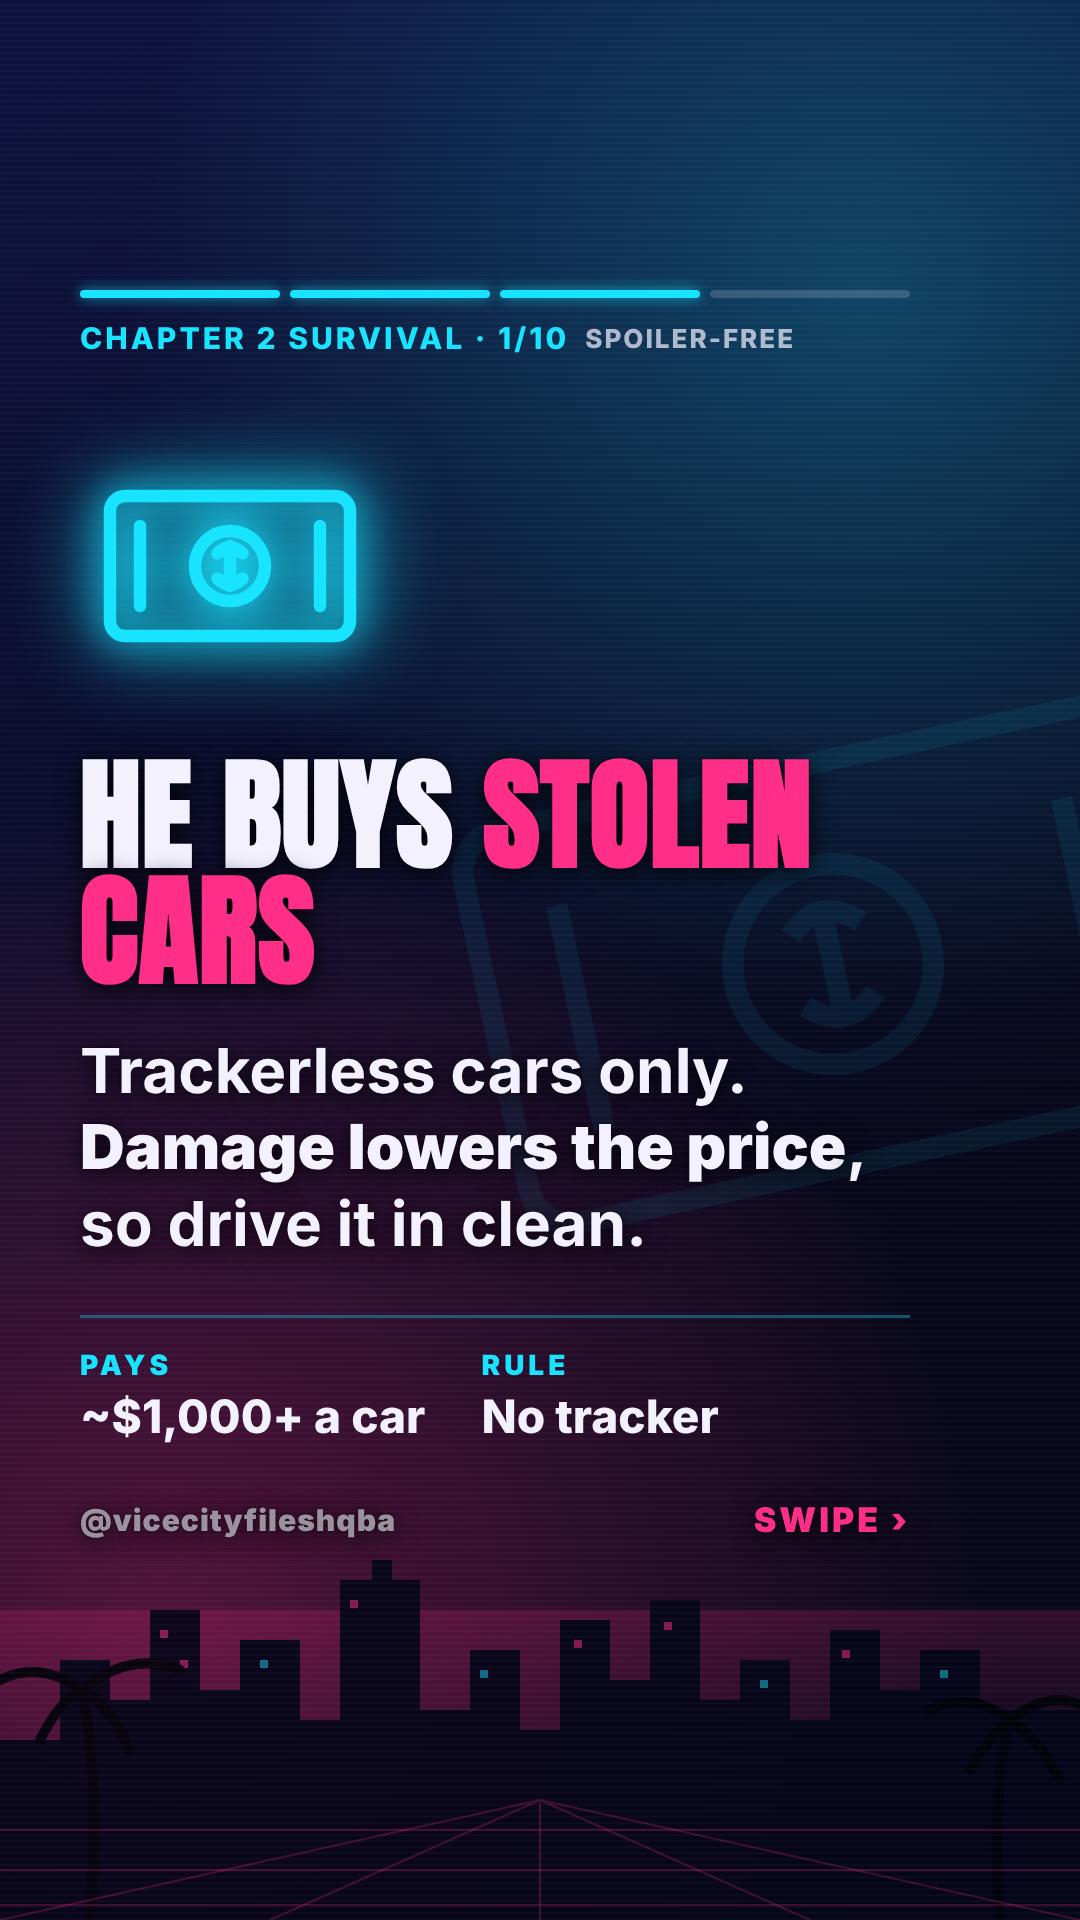 CHAPTER 2 SURVIVAL · 1/10 SPOILER-FREE
HE BUYS STOLEN
CARS
Trackerless cars only.
Damage lowers the price,
so drive it in clean.
PAYS RULE
~$1,000+ a car No tracker
@vicecityfileshqba SWIPE ›